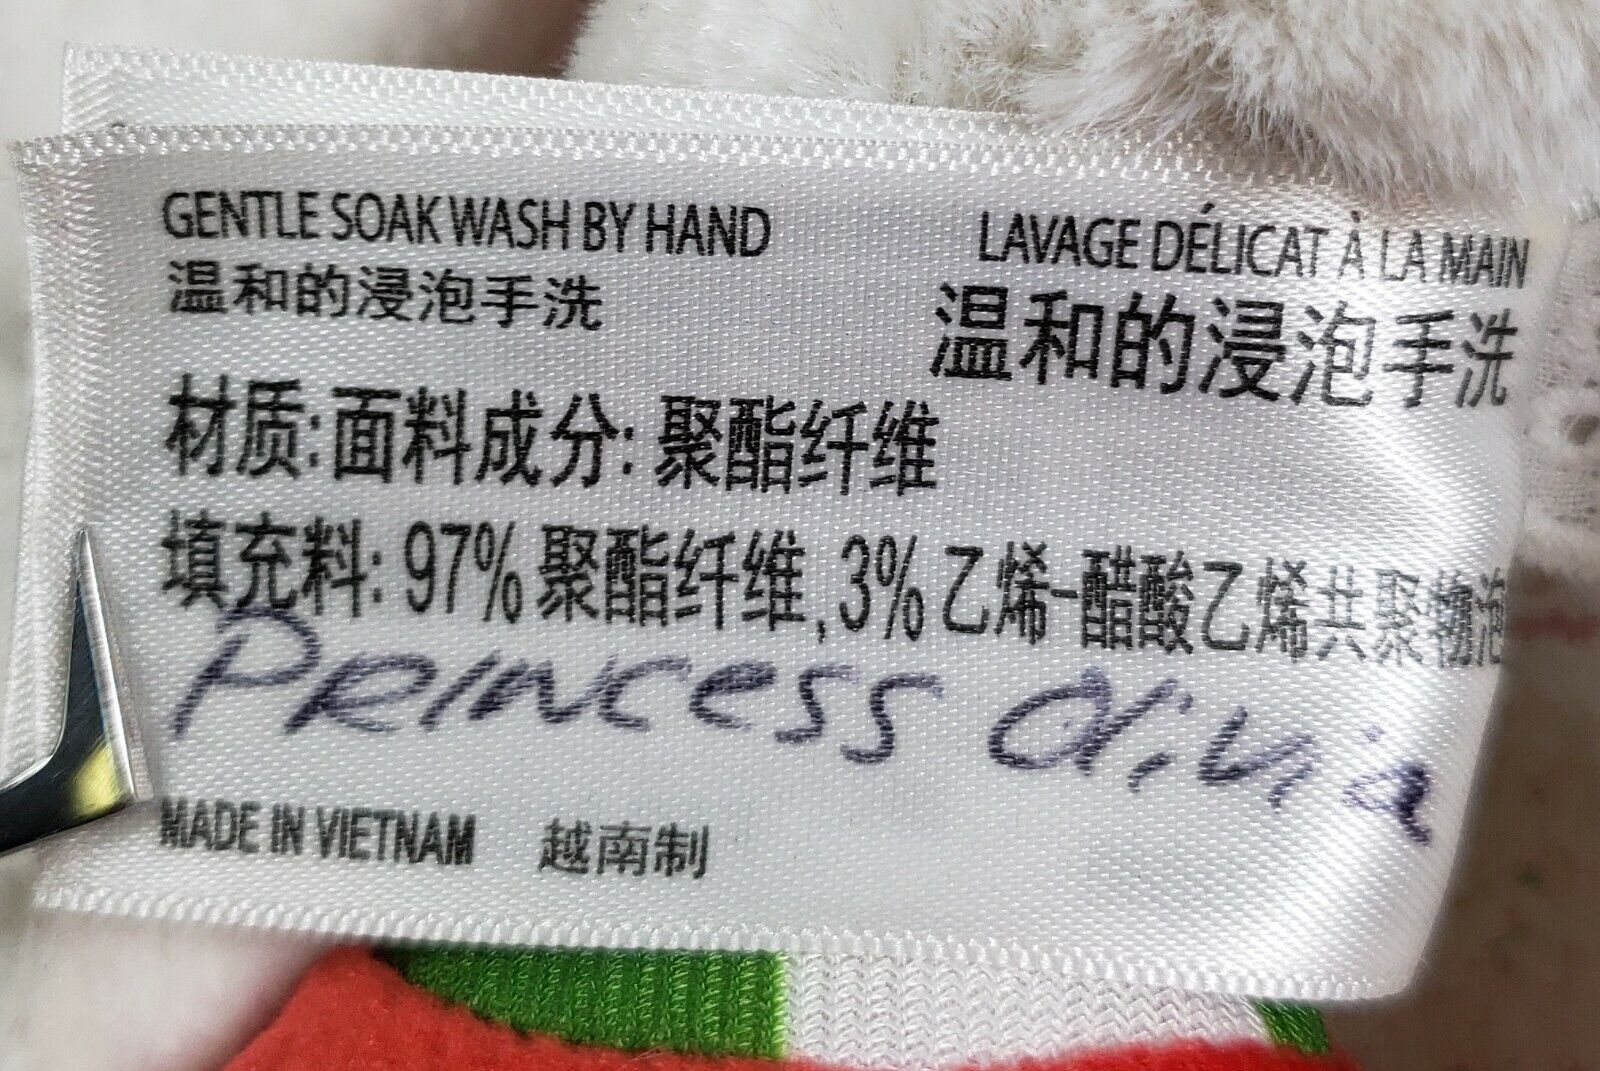 GENTLE SOAK WASH BY HAND
温和的浸泡手洗
LAVAGE DÉLICAT À LA MAIN
温和的浸泡手洗
材质: 面料成分: 聚酯纤维
填充料: 97% 聚酯纤维, 3% 乙烯-醋酸乙烯共聚物泡
Princess Olivia
MADE IN VIETNAM 越南制